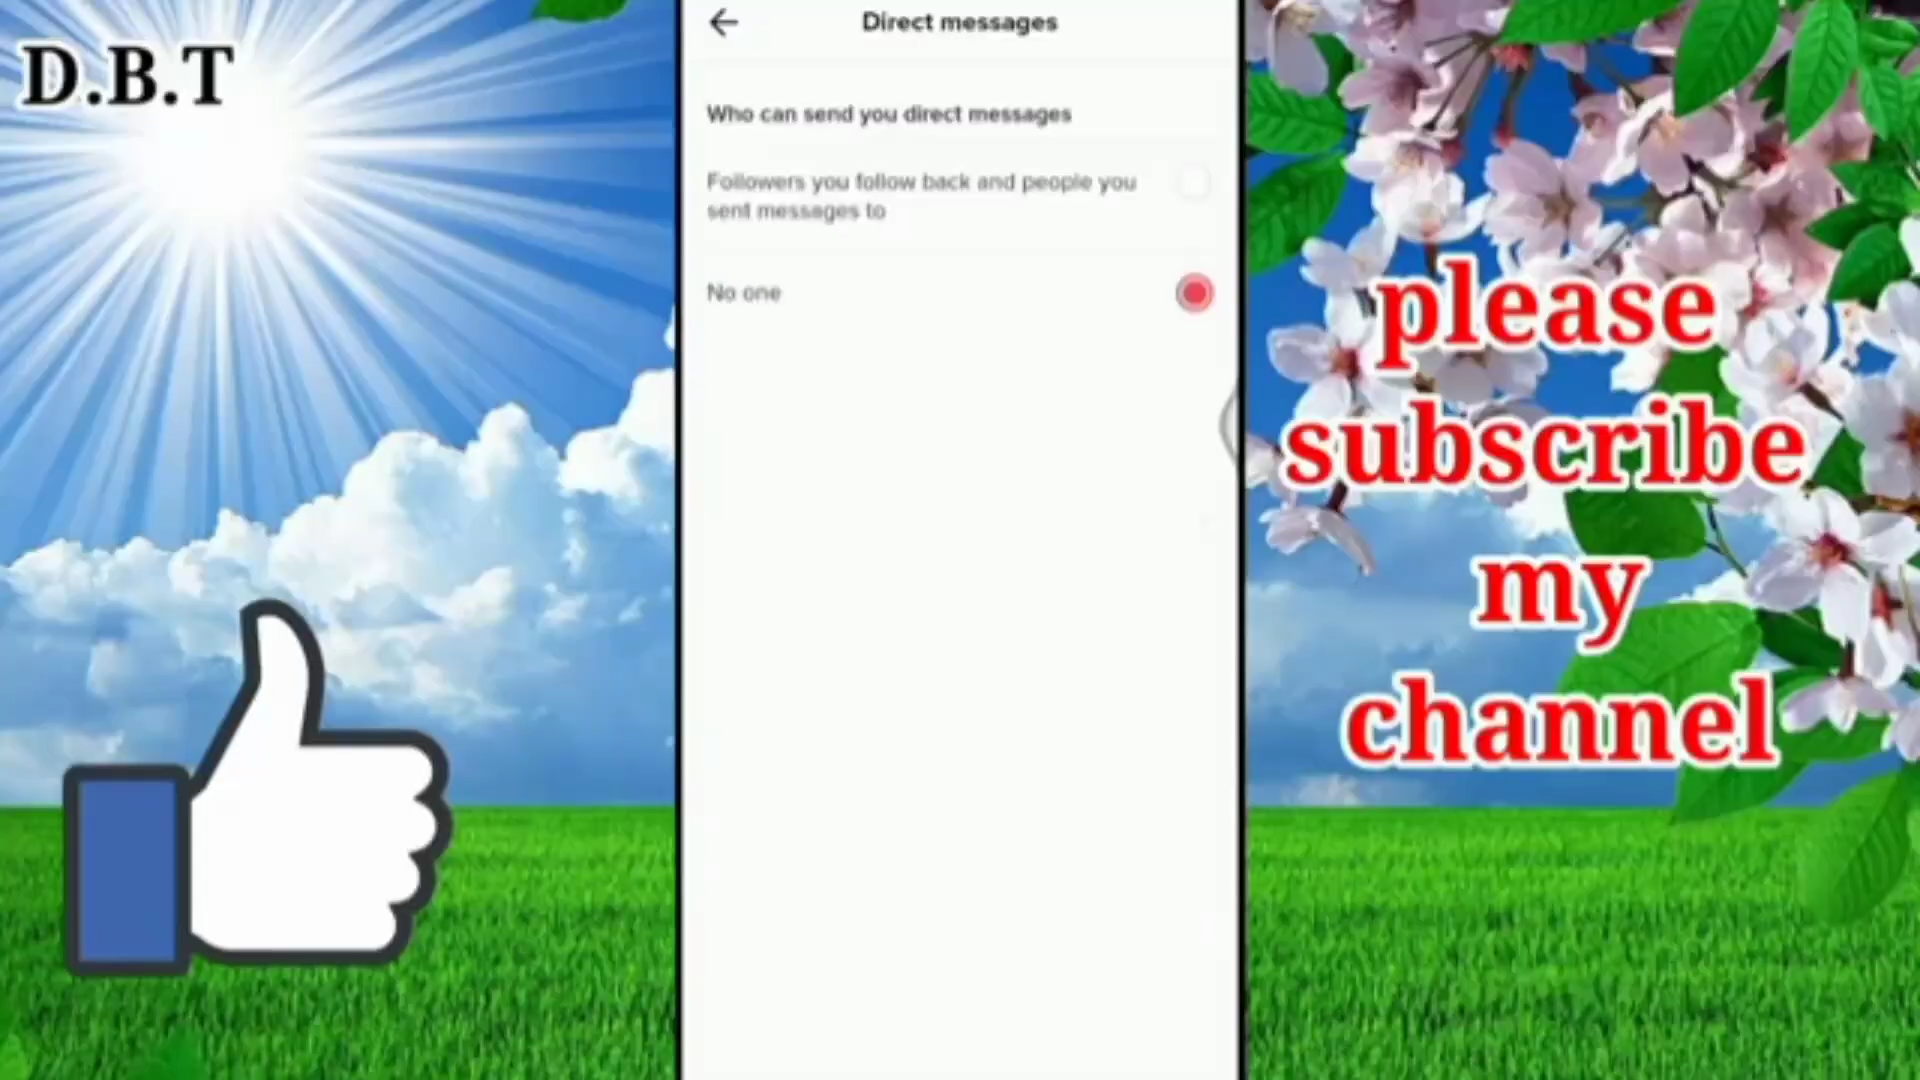 D.B.T
Direct messages
Who can send you direct messages
Followers you follow back and people you
sent messages to
No one
please
subscribe
my
channel